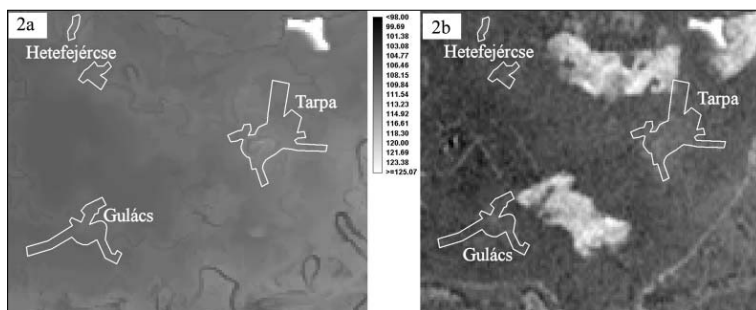 2a
Hetefejércse
Tarpa
Gulács
<98.00
99.69
101.38
103.08
104.77
106.46
108.15
109.84
111.54
113.23
114.92
116.61
118.30
120.00
121.69
123.38
>=125.07
2b
Hetefejércse
Tarpa
Gulács